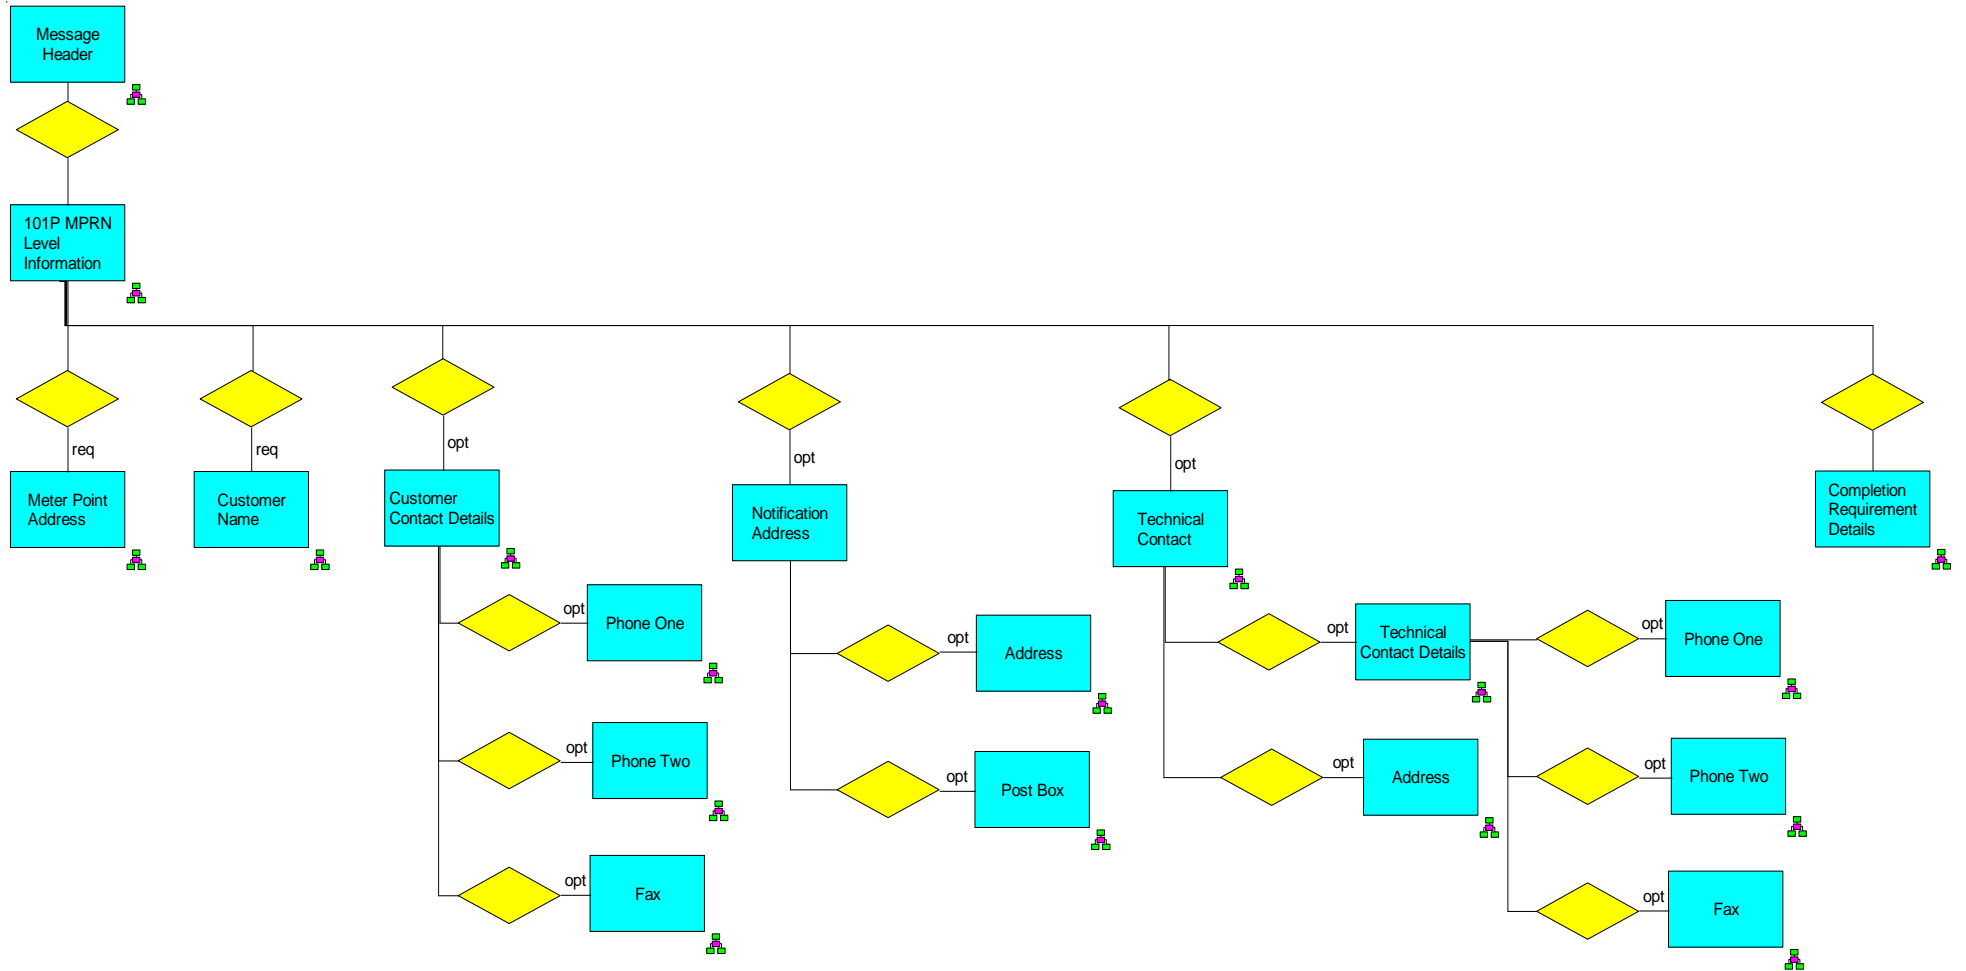 Message
Header
101P MPRN
Level
Information
req
req
opt
opt
opt
Meter Point
Address
Customer
Name
Customer
Contact Details
Notification
Address
Technical
Contact
Completion
Requirement
Details
opt
Phone One
opt
Address
opt
Technical
Contact Details
opt
Phone One
opt
Phone Two
opt
Post Box
opt
Address
opt
Phone Two
opt
Fax
opt
Fax